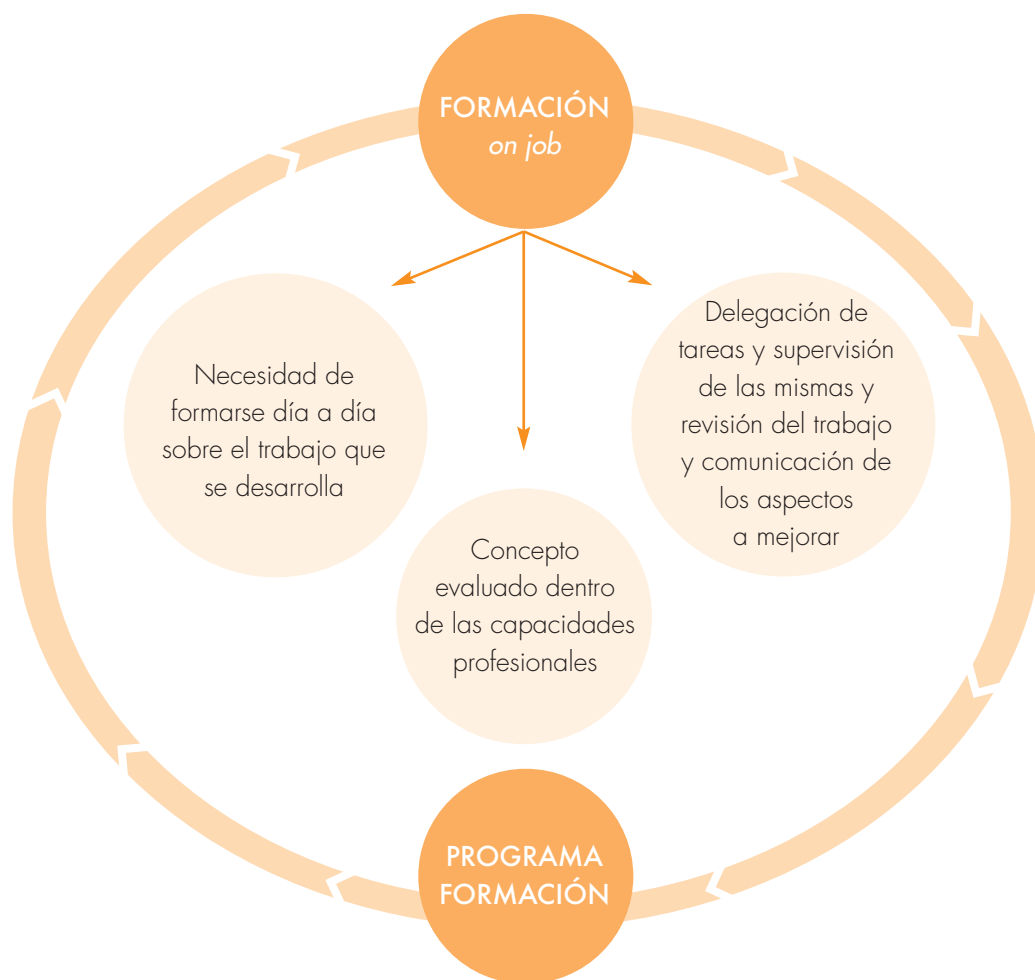 FORMACIÓN
on job
Necesidad de
formarse día a día
sobre el trabajo que
se desarrolla
Concepto
evaluado dentro
de las capacidades
profesionales
Delegación de
tareas y supervisión
de las mismas y
revisión del trabajo
y comunicación de
los aspectos
a mejorar
PROGRAMA
FORMACIÓN